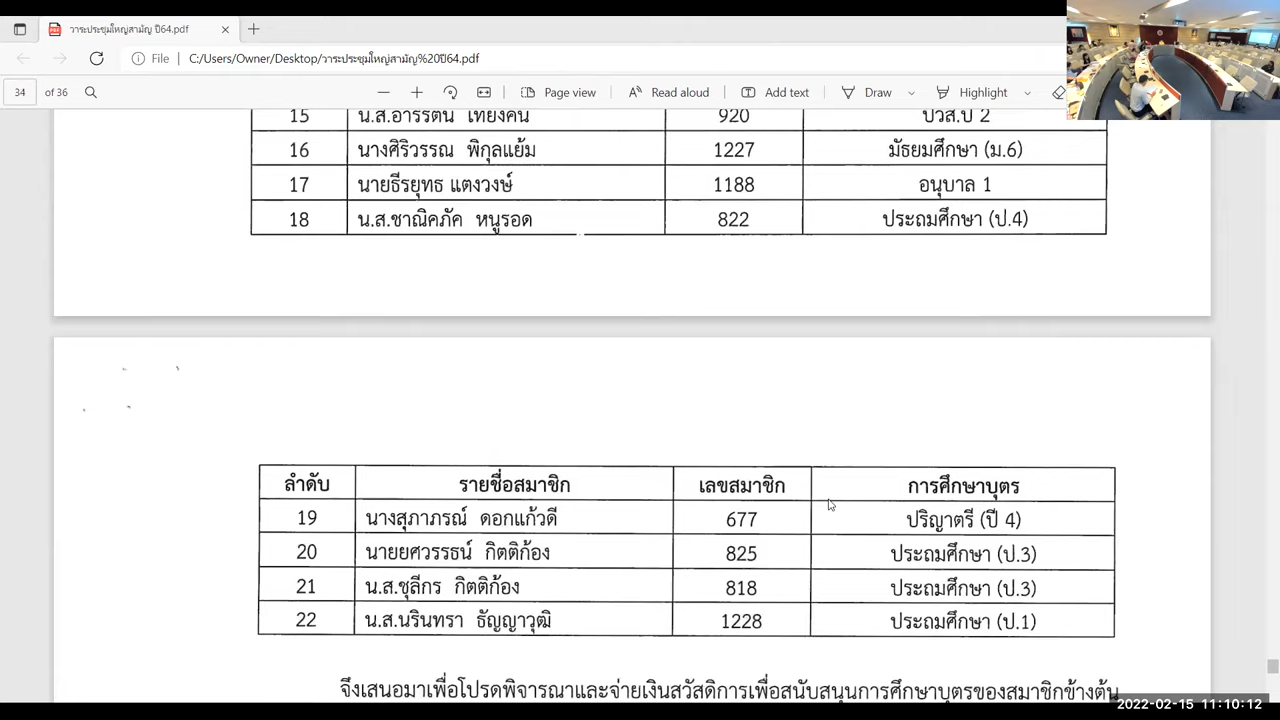 วาระประชุมใหญ่สามัญ ปี64.pdf
File C:/Users/Owner/Desktop/วาระประชุมใหญ่สามัญ%20ปี64.pdf
34 of 36 Page view Read aloud Add text Draw Highlight
15 น.ส.อารีรัตน์ เที่ยงคน 920 ปวส.ปี 2
16 นางศิริวรรณ พิกุลแย้ม 1227 มัธยมศึกษา (ม.6)
17 นายธีรยุทธ แตงวงษ์ 1188 อนุบาล 1
18 น.ส.ชาณิคภัค หนูรอด 822 ประถมศึกษา (ป.4)
ลำดับ รายชื่อสมาชิก เลขสมาชิก การศึกษาบุตร
19 นางสุภาภรณ์ ดอกแก้วดี 677 ปริญาตรี (ปี 4)
20 นายยศวรรธน์ กิตติก้อง 825 ประถมศึกษา (ป.3)
21 น.ส.ชุลีกร กิตติก้อง 818 ประถมศึกษา (ป.3)
22 น.ส.นรินทรา ธัญญาวุฒิ 1228 ประถมศึกษา (ป.1)
จึงเสนอมาเพื่อโปรดพิจารณาและจ่ายเงินสวัสดิการเพื่อสนับสนุนการศึกษาบุตรของสมาชิกข้างต้น
2022-02-15 11:10:12